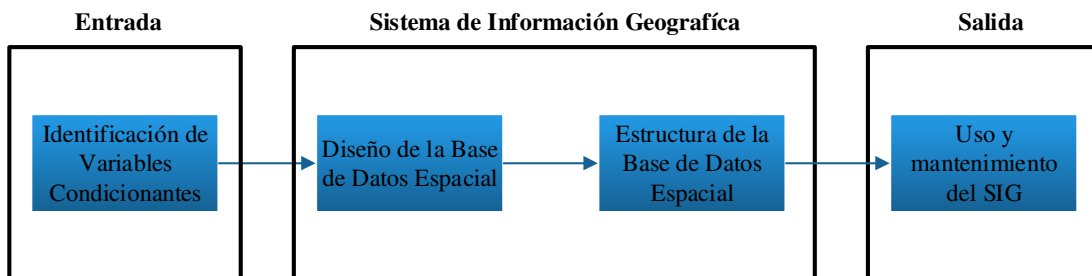 Entrada
Sistema de Información Geografíca
Salida
Identificación de
Variables
Condicionantes
Diseño de la Base
de Datos Espacial
Estructura de la
Base de Datos
Espacial
Uso y
mantenimiento
del SIG